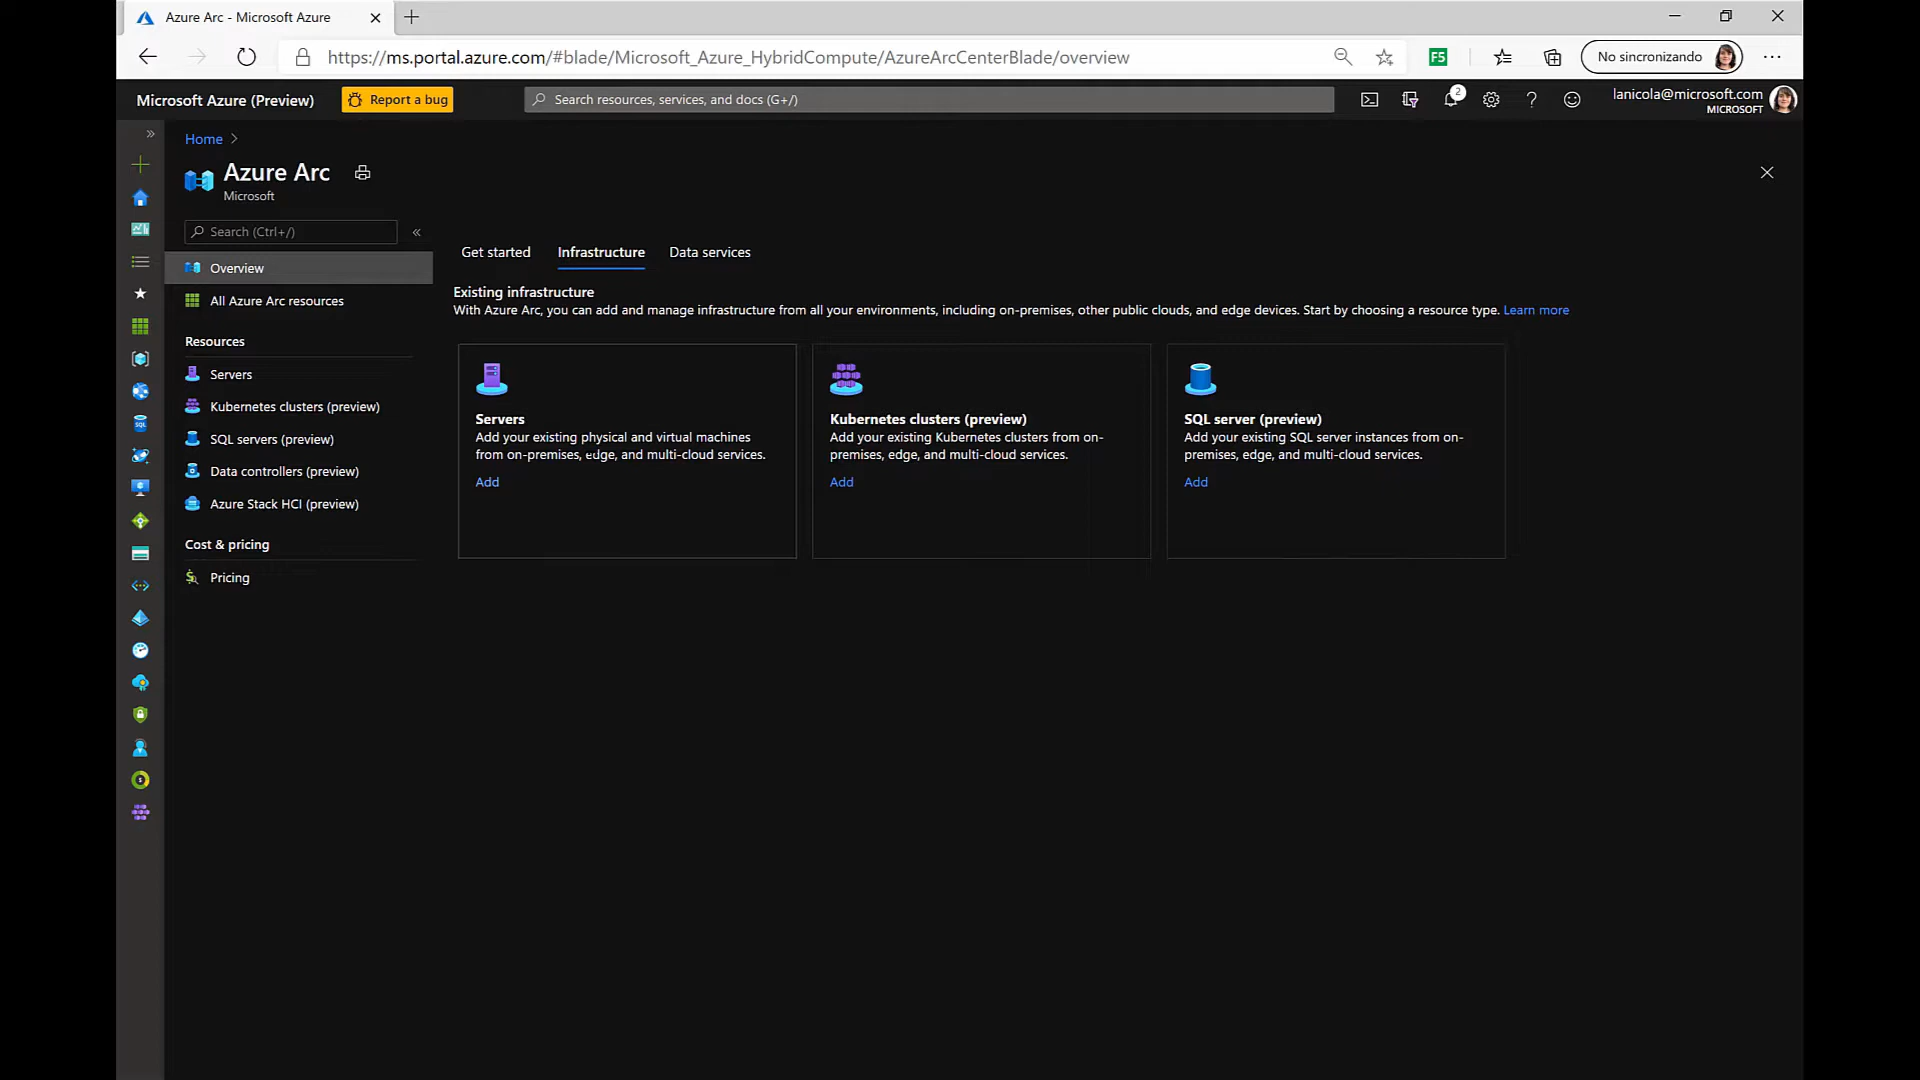 Azure Arc - Microsoft Azure
https://ms.portal.azure.com/#blade/Microsoft_Azure_HybridCompute/AzureArcCenterBlade/overview
F5
No sincronizando
Microsoft Azure (Preview)
Report a bug
Search resources, services, and docs (G+/)
2
lanicola@microsoft.com
MICROSOFT
Home
Azure Arc
Microsoft
Search (Ctrl+/)
Overview
All Azure Arc resources
Resources
Servers
Kubernetes clusters (preview)
SQL servers (preview)
Data controllers (preview)
Azure Stack HCI (preview)
Cost & pricing
Pricing
SQL
Get started
Infrastructure
Data services
Existing infrastructure
With Azure Arc, you can add and manage infrastructure from all your environments, including on-premises, other public clouds, and edge devices. Start by choosing a resource type. Learn more
Servers
Add your existing physical and virtual machines
from on-premises, edge, and multi-cloud services.
Add
Kubernetes clusters (preview)
Add your existing Kubernetes clusters from on-
premises, edge, and multi-cloud services.
Add
SQL server (preview)
Add your existing SQL server instances from on-
premises, edge, and multi-cloud services.
Add